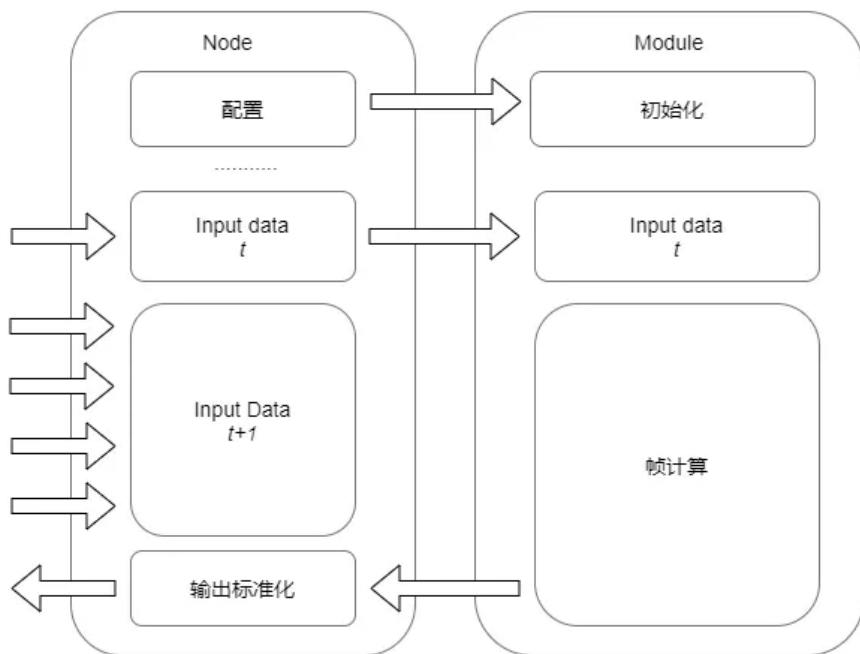 Node
Module
配置
初始化
Input data
t
Input data
t
Input Data
t+1
帧计算
输出标准化